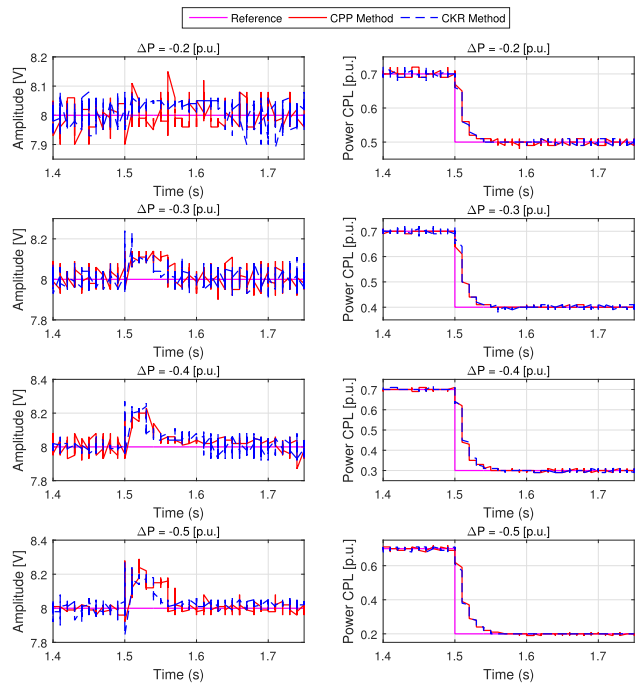 Reference CPP Method CKR Method
ΔP = -0.2 [p.u.]
Amplitude [V]
8.2
8.1
8
7.9
1.4 1.5 1.6 1.7
Time (s)
ΔP = -0.2 [p.u.]
Power CPL [p.u.]
0.7
0.6
0.5
1.4 1.5 1.6 1.7
Time (s)
ΔP = -0.3 [p.u.]
Amplitude [V]
8.2
8
7.8
1.4 1.5 1.6 1.7
Time (s)
ΔP = -0.3 [p.u.]
Power CPL [p.u.]
0.7
0.6
0.5
0.4
1.4 1.5 1.6 1.7
Time (s)
ΔP = -0.4 [p.u.]
Amplitude [V]
8.4
8.2
8
7.8
1.4 1.5 1.6 1.7
Time (s)
ΔP = -0.4 [p.u.]
Power CPL [p.u.]
0.7
0.6
0.5
0.4
0.3
1.4 1.5 1.6 1.7
Time (s)
ΔP = -0.5 [p.u.]
Amplitude [V]
8.4
8.2
8
7.8
1.4 1.5 1.6 1.7
Time (s)
ΔP = -0.5 [p.u.]
Power CPL [p.u.]
0.6
0.4
0.2
1.4 1.5 1.6 1.7
Time (s)